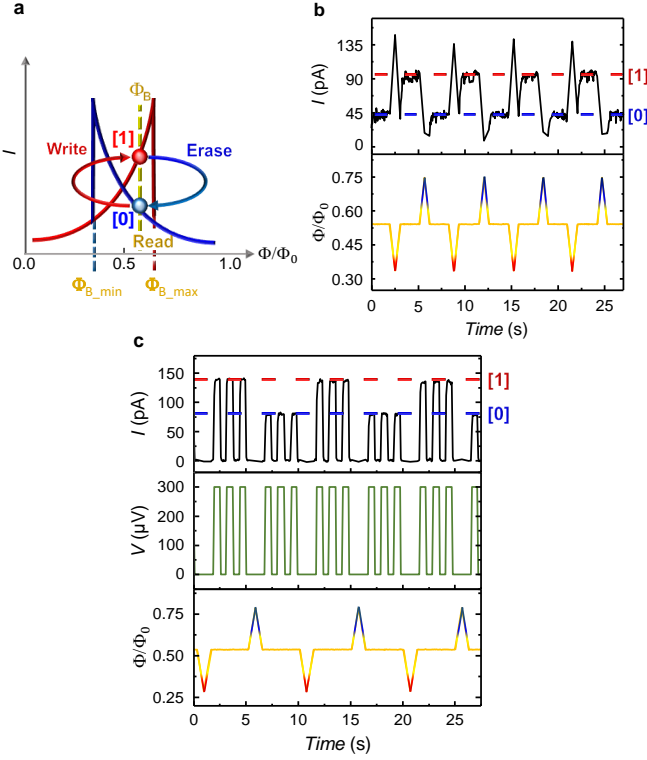 a
I
Φ_B
[1]
Write
Erase
[0]
Read
0.0
0.5
1.0
Φ/Φ₀
Φ_B_min
Φ_B_max
b
I (pA)
135
90
45
0
[1]
[0]
Φ/Φ₀
0.75
0.60
0.45
0.30
0 5 10 15 20 25
Time (s)
c
I (pA)
150
100
50
0
[1]
[0]
V (μV)
300
200
100
0
Φ/Φ₀
0.75
0.50
0.25
0 5 10 15 20 25
Time (s)